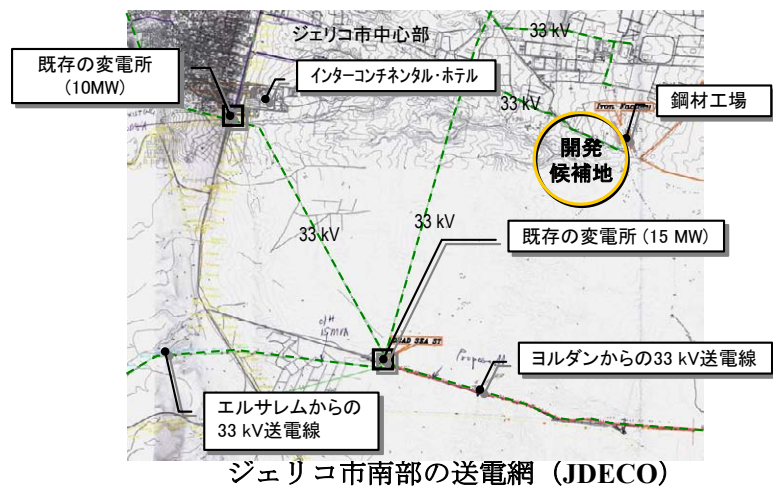 ジェリコ市中心部
33 kV
既存の変電所
(10MW)
インターコンチネンタル・ホテル
33 kV
Iron Factory
鋼材工場
開発
候補地
33 kV
33 kV
既存の変電所 (15 MW)
O/H
15MVA
ヨルダンからの33 kV送電線
エルサレムからの
33 kV送電線
ジェリコ市南部の送電網（JDECO）